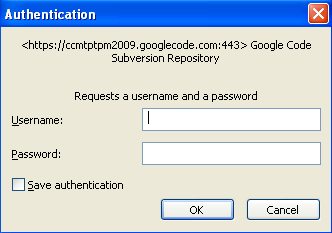 Authentication
<https://ccmtptpm2009.googlecode.com:443> Google Code
Subversion Repository
Requests a username and a password
Username:
Password:
Save authentication
OK Cancel